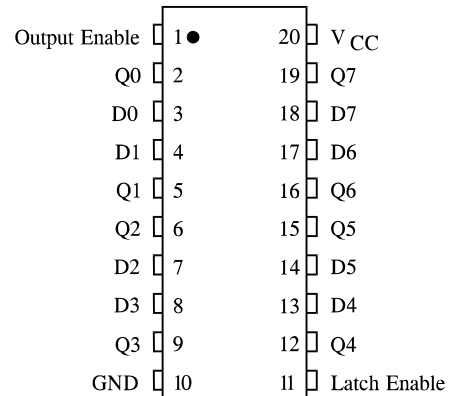 Output Enable 1 20 V CC
Q0 2 19 Q7
D0 3 18 D7
D1 4 17 D6
Q1 5 16 Q6
Q2 6 15 Q5
D2 7 14 D5
D3 8 13 D4
Q3 9 12 Q4
GND 10 11 Latch Enable